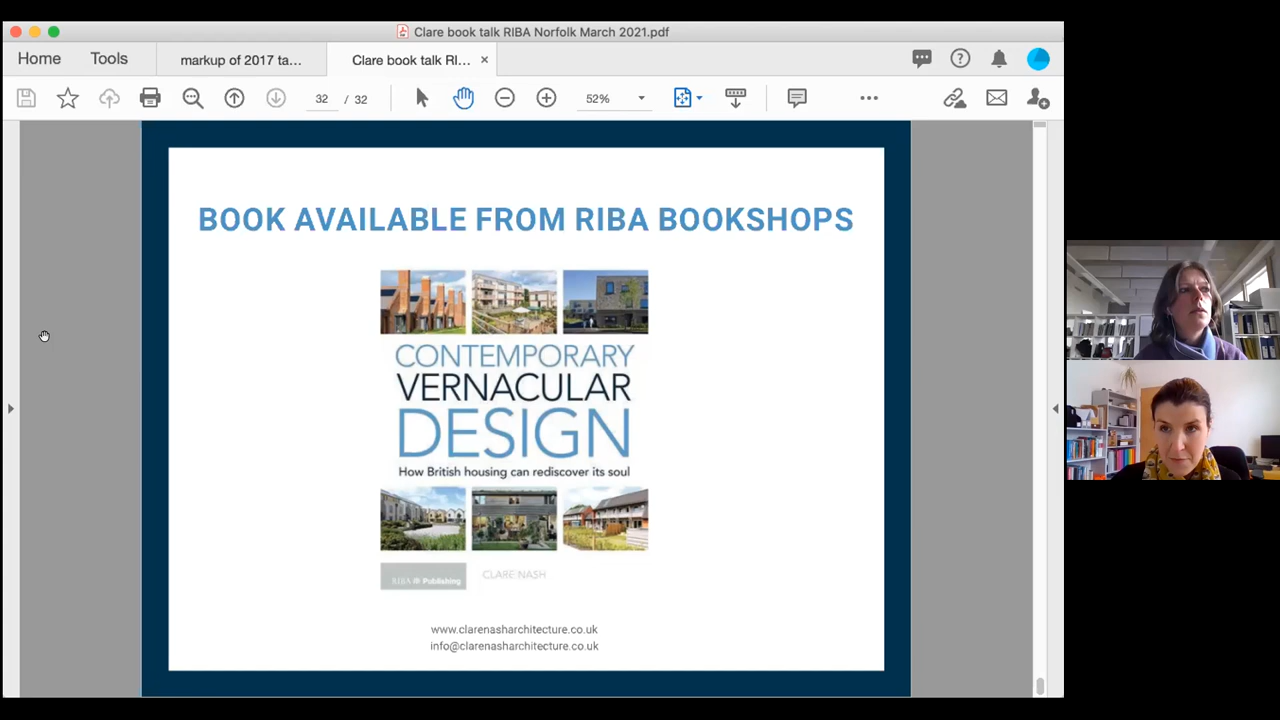 Clare book talk RIBA Norfolk March 2021.pdf
Home
Tools
markup of 2017 ta...
Clare book talk RI...
32 / 32
52%
BOOK AVAILABLE FROM RIBA BOOKSHOPS
CONTEMPORARY
VERNACULAR
DESIGN
How British housing can rediscover its soul
RIBA Publishing
CLARE NASH
www.clarenasharchitecture.co.uk
info@clarenasharchitecture.co.uk